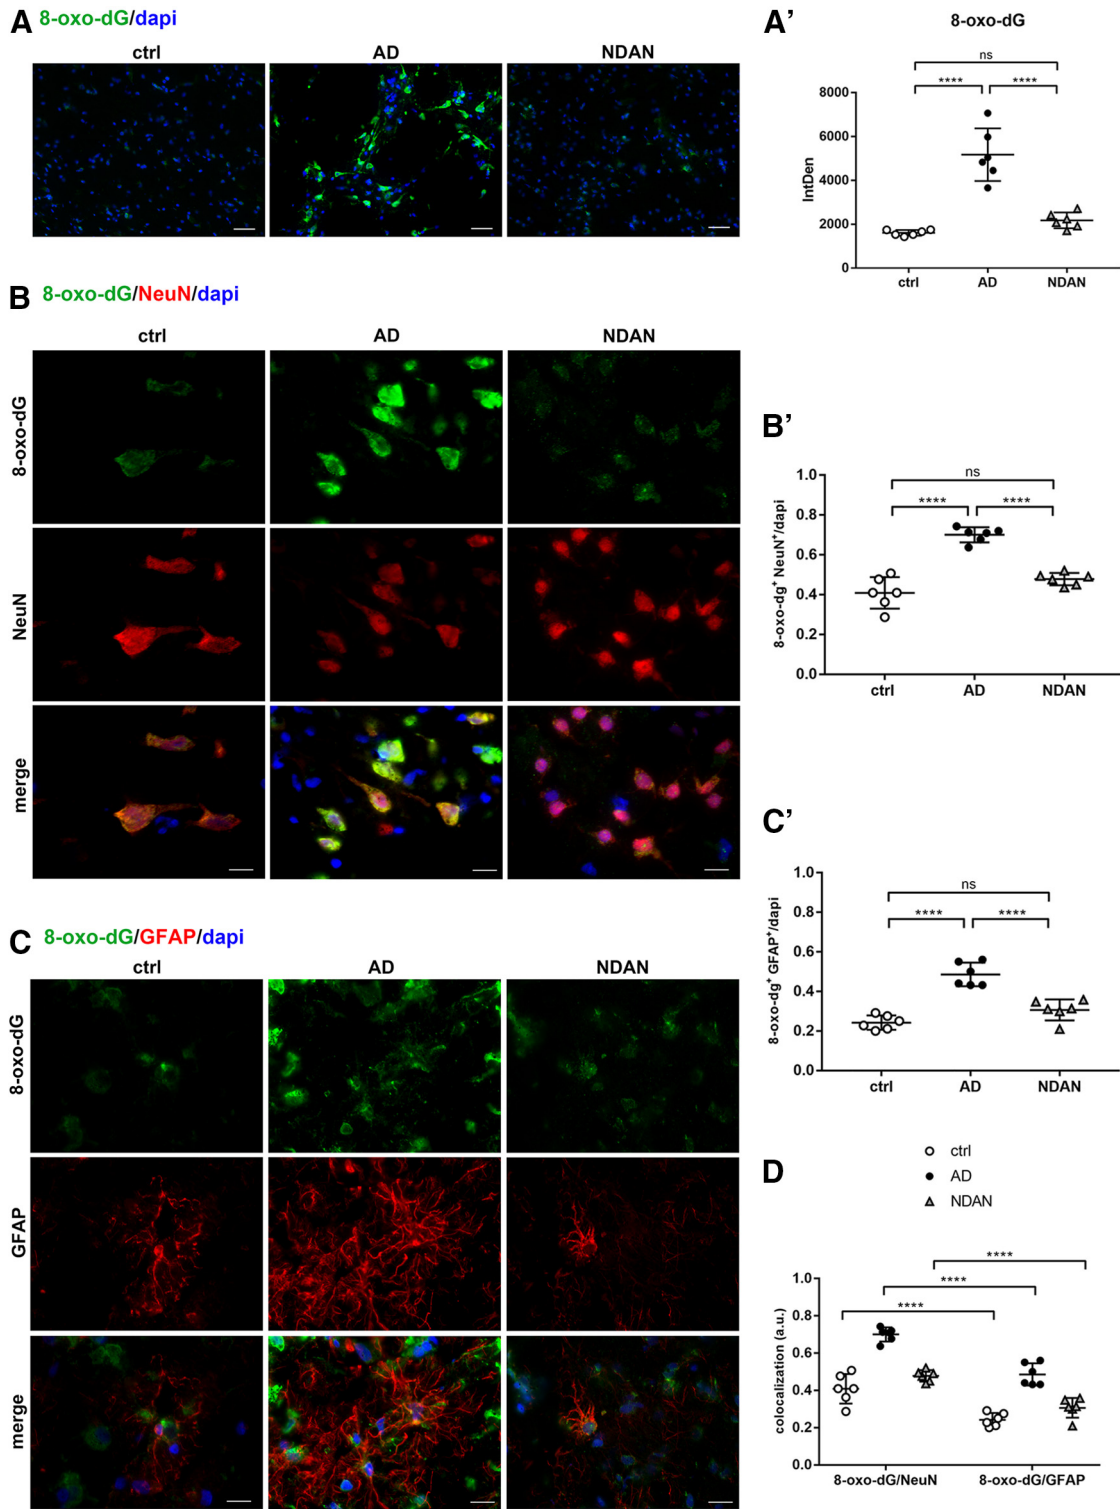 A 8-oxo-dG/dapi
ctrl AD NDAN
A’ 8-oxo-dG
ns
**** ****
IntDen
8000
6000
4000
2000
0
ctrl AD NDAN
B 8-oxo-dG/NeuN/dapi
ctrl AD NDAN
8-oxo-dG
NeuN
merge
B’
ns
**** ****
8-oxo-dg+ NeuN+/dapi
1.0
0.8
0.6
0.4
0.2
0.0
ctrl AD NDAN
C 8-oxo-dG/GFAP/dapi
ctrl AD NDAN
8-oxo-dG
GFAP
merge
C’
ns
**** ****
8-oxo-dg+ GFAP+/dapi
1.0
0.8
0.6
0.4
0.2
0.0
ctrl AD NDAN
D
ctrl
AD
NDAN
****
****
****
colocalization (a.u.)
1.0
0.8
0.6
0.4
0.2
0.0
8-oxo-dG/NeuN 8-oxo-dG/GFAP